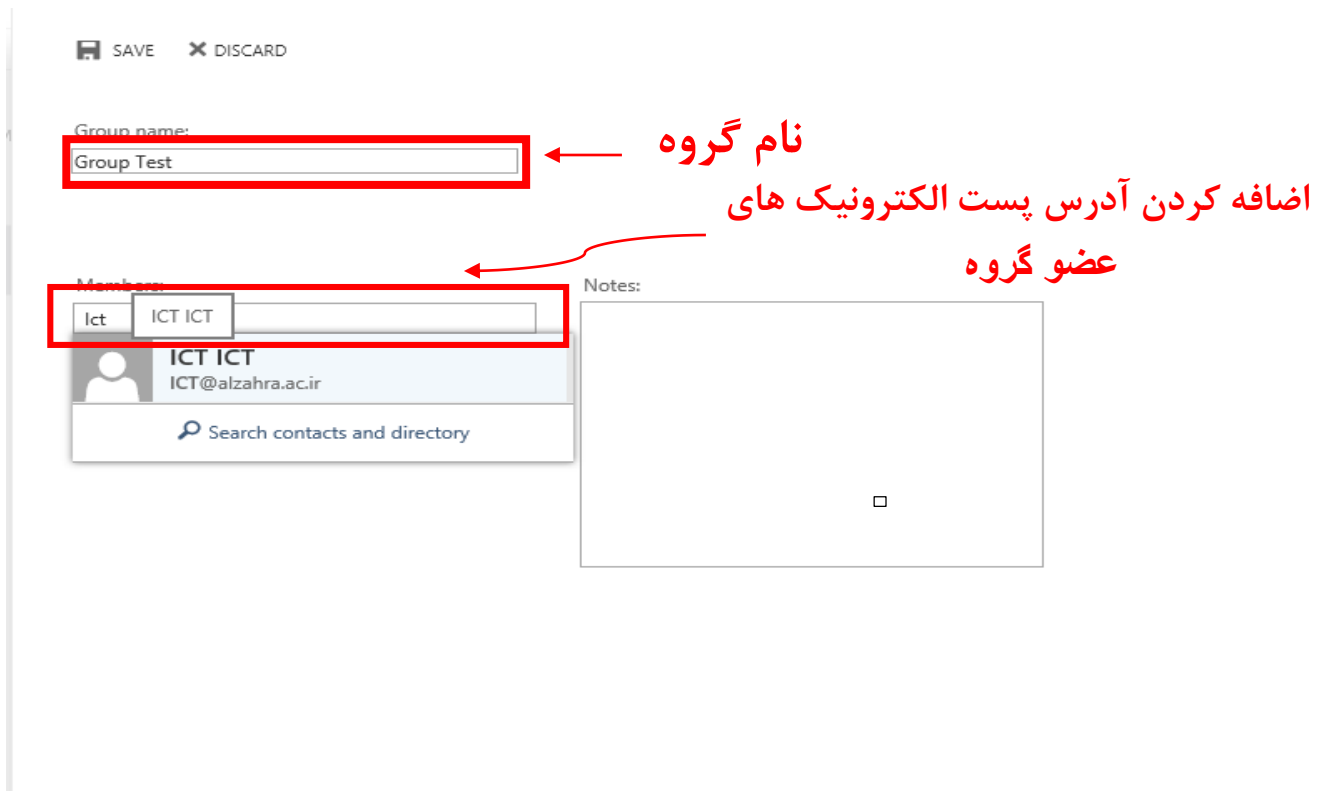 SAVE DISCARD
Group name:
Group Test
نام گروه
اضافه کردن آدرس پست الکترونیک های
عضو گروه
Members:
Notes:
Ict ICT ICT
ICT ICT
ICT@alzahra.ac.ir
Search contacts and directory